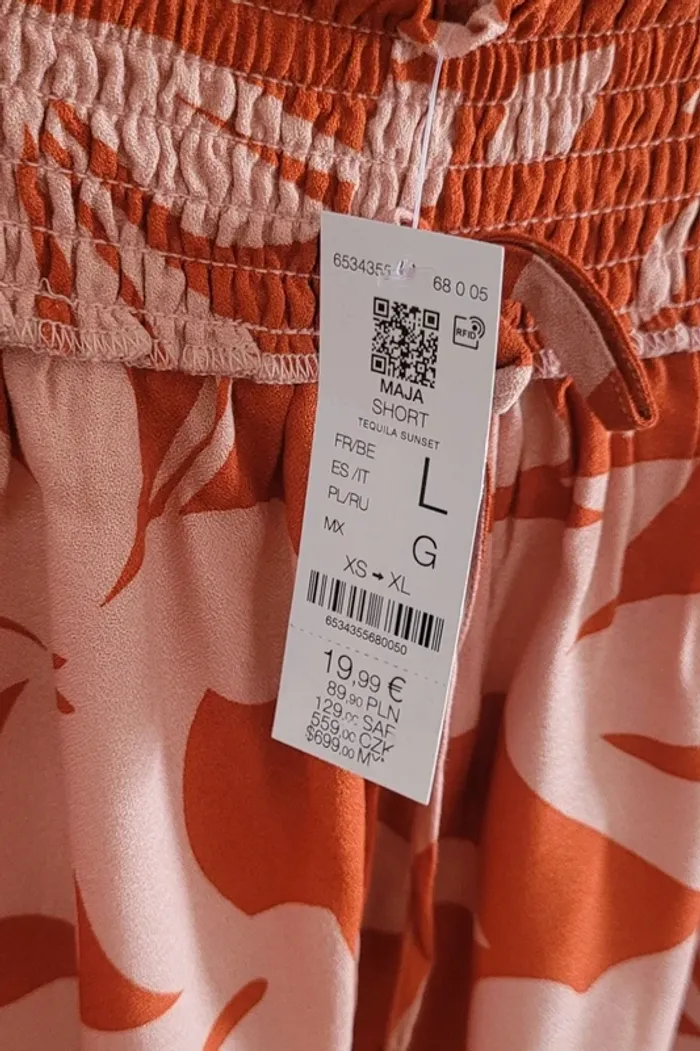 6534355 68 0 05
RFID
MAJA
SHORT
TEQUILA SUNSET
FR/BE
ES/IT
PL/RU
L
MX
G
XS → XL
6534355680050
19,99 €
89,90 PLN
129,00 SAR
559,00 CZK
$699,00